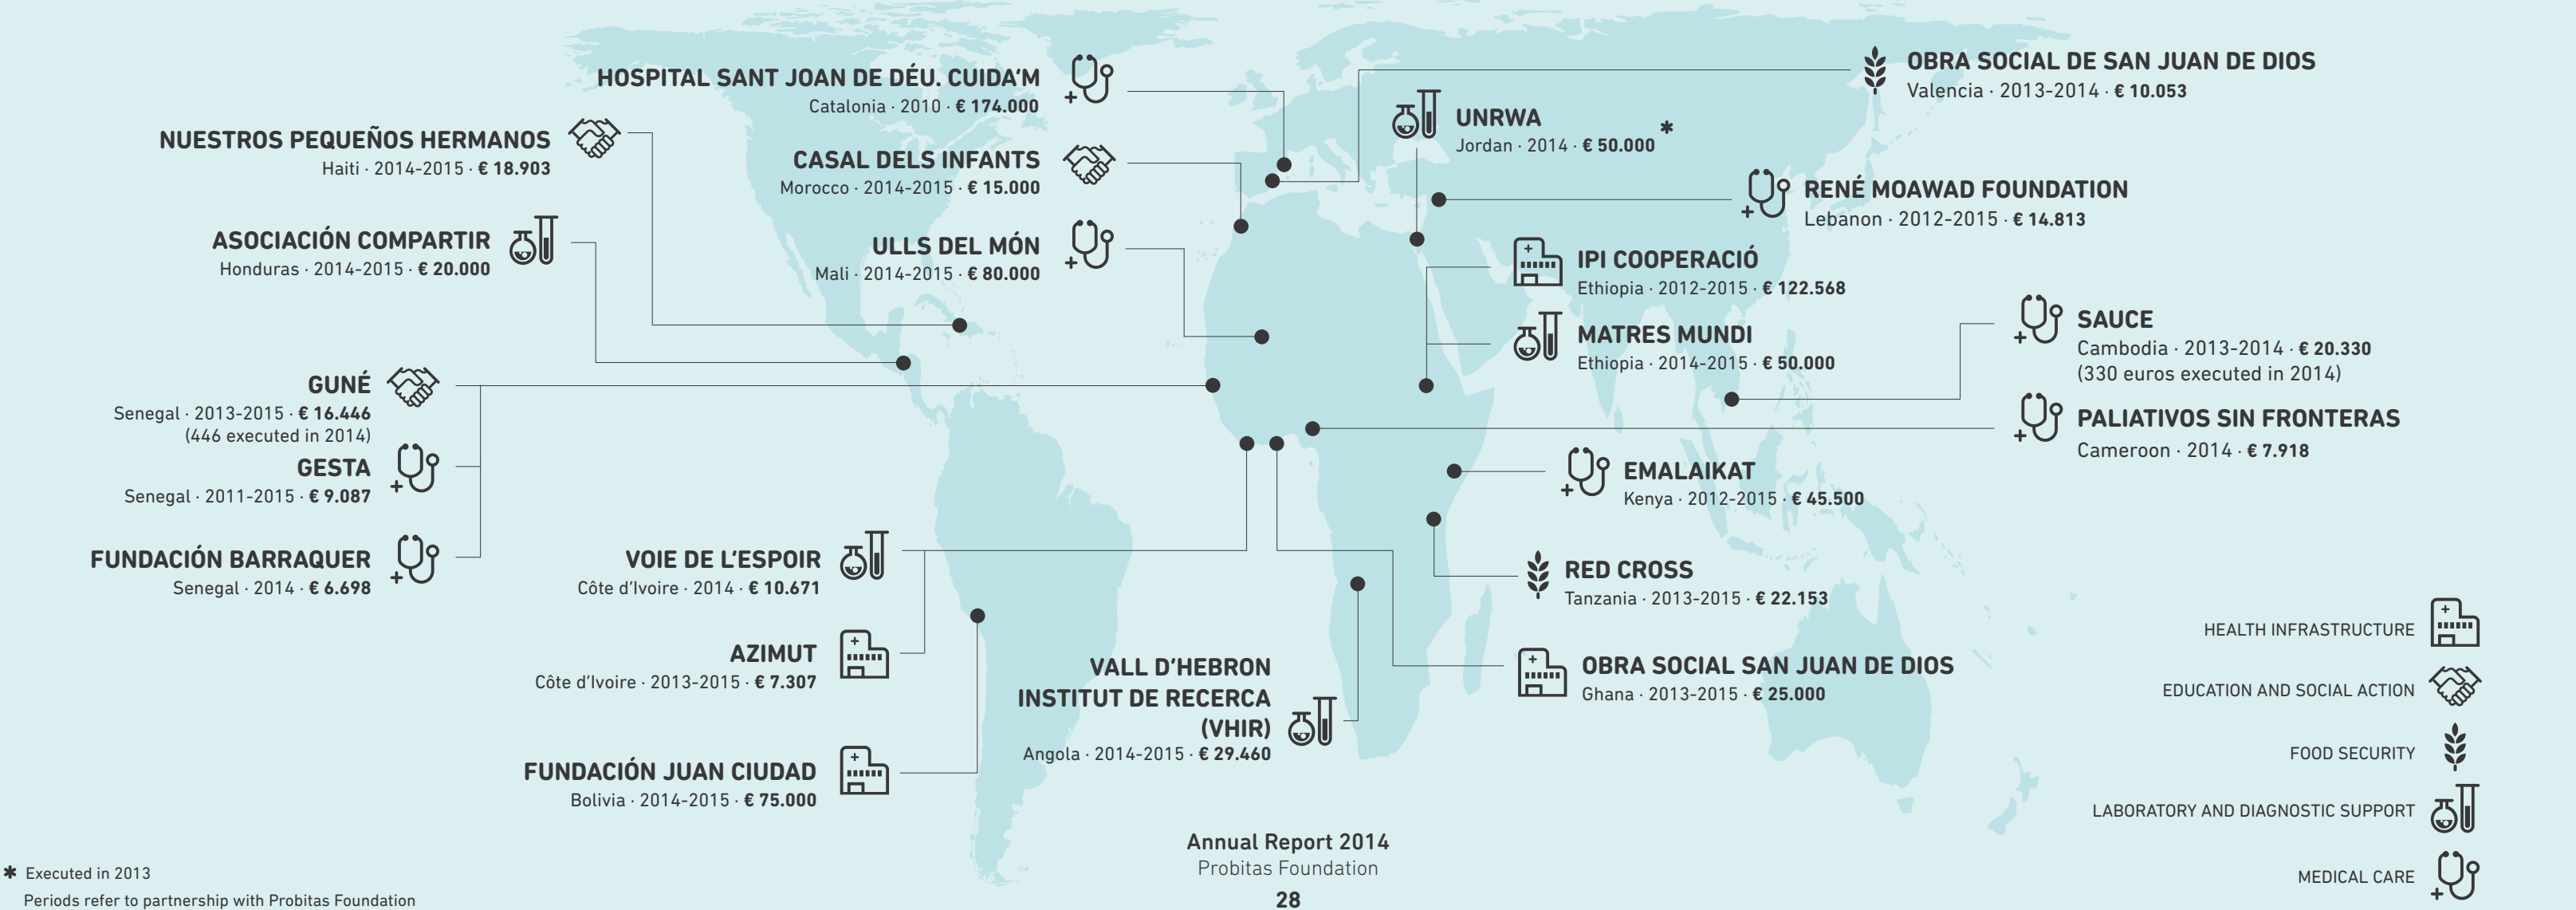 HOSPITAL SANT JOAN DE DÉU. CUIDA'M
Catalonia · 2010 · € 174.000
NUESTROS PEQUEÑOS HERMANOS
Haiti · 2014-2015 · € 18.903
CASAL DELS INFANTS
Morocco · 2014-2015 · € 15.000
ASOCIACIÓN COMPARTIR
Honduras · 2014-2015 · € 20.000
ULLS DEL MÓN
Mali · 2014-2015 · € 80.000
GUNÉ
Senegal · 2013-2015 · € 16.446
(446 executed in 2014)
GESTA
Senegal · 2011-2015 · € 9.087
FUNDACIÓN BARRAQUER
Senegal · 2014 · € 6.698
VOIE DE L'ESPOIR
Côte d'Ivoire · 2014 · € 10.671
AZIMUT
Côte d'Ivoire · 2013-2015 · € 7.307
FUNDACIÓN JUAN CIUDAD
Bolivia · 2014-2015 · € 75.000
VALL D'HEBRON
INSTITUT DE RECERCA
(VHIR)
Angola · 2014-2015 · € 29.460
OBRA SOCIAL DE SAN JUAN DE DIOS
Valencia · 2013-2014 · € 10.053
UNRWA
Jordan · 2014 · € 50.000 *
RENÉ MOAWAD FOUNDATION
Lebanon · 2012-2015 · € 14.813
IPI COOPERACIÓ
Ethiopia · 2012-2015 · € 122.568
MATRES MUNDI
Ethiopia · 2014-2015 · € 50.000
SAUCE
Cambodia · 2013-2014 · € 20.330
(330 euros executed in 2014)
PALIATIVOS SIN FRONTERAS
Cameroon · 2014 · € 7.918
EMALAIKAT
Kenya · 2012-2015 · € 45.500
RED CROSS
Tanzania · 2013-2015 · € 22.153
OBRA SOCIAL SAN JUAN DE DIOS
Ghana · 2013-2015 · € 25.000
HEALTH INFRASTRUCTURE
EDUCATION AND SOCIAL ACTION
FOOD SECURITY
LABORATORY AND DIAGNOSTIC SUPPORT
MEDICAL CARE
* Executed in 2013
Periods refer to partnership with Probitas Foundation
Annual Report 2014
Probitas Foundation
28